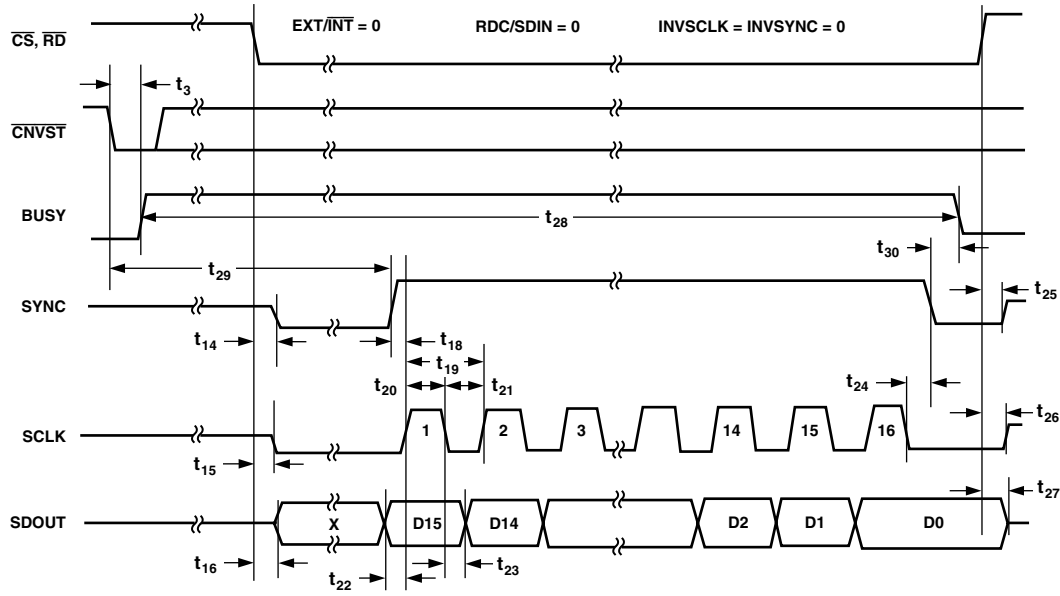 EXT/INT = 0 RDC/SDIN = 0 INVSCLK = INVSYNC = 0
CS, RD
t3
CNVST
BUSY
t28
t30
t29
t25
SYNC
t14
t18
t19
t20
t21
t24
t26
SCLK
1 2 3 14 15 16
t15
t27
SDOUT
X D15 D14 D2 D1 D0
t16
t22
t23